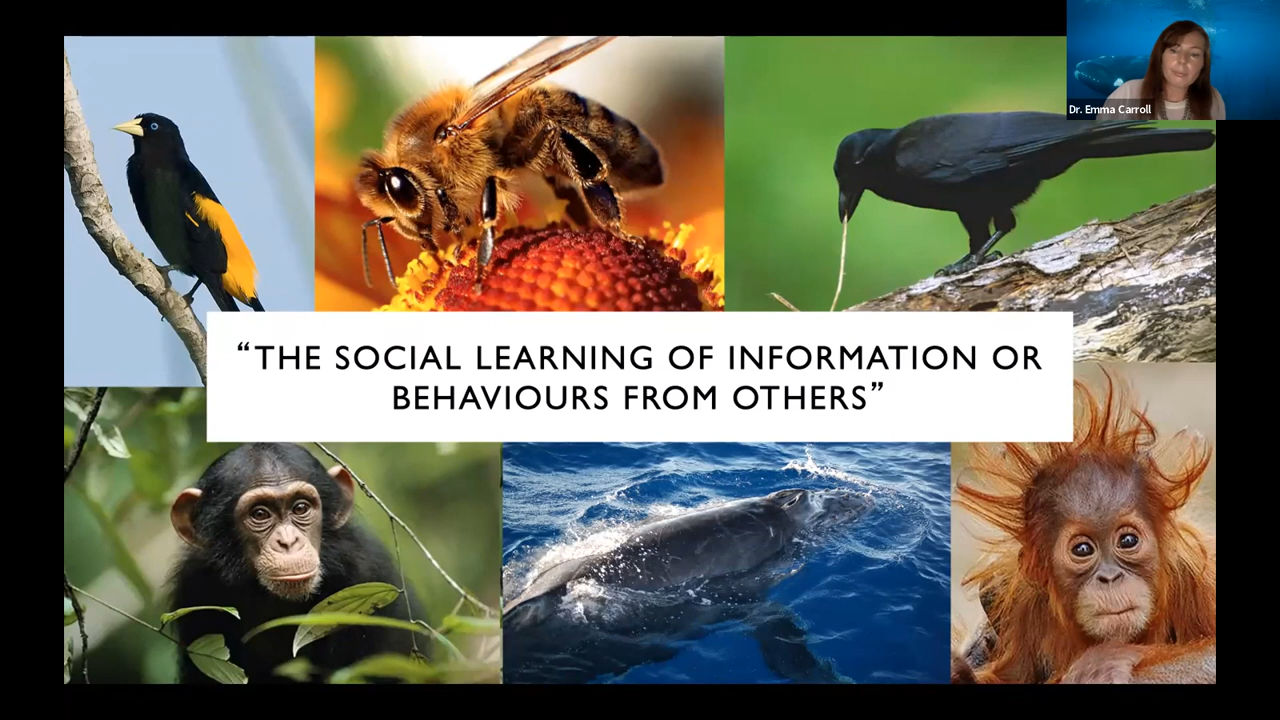 Dr. Emma Carroll
“THE SOCIAL LEARNING OF INFORMATION OR
BEHAVIOURS FROM OTHERS”